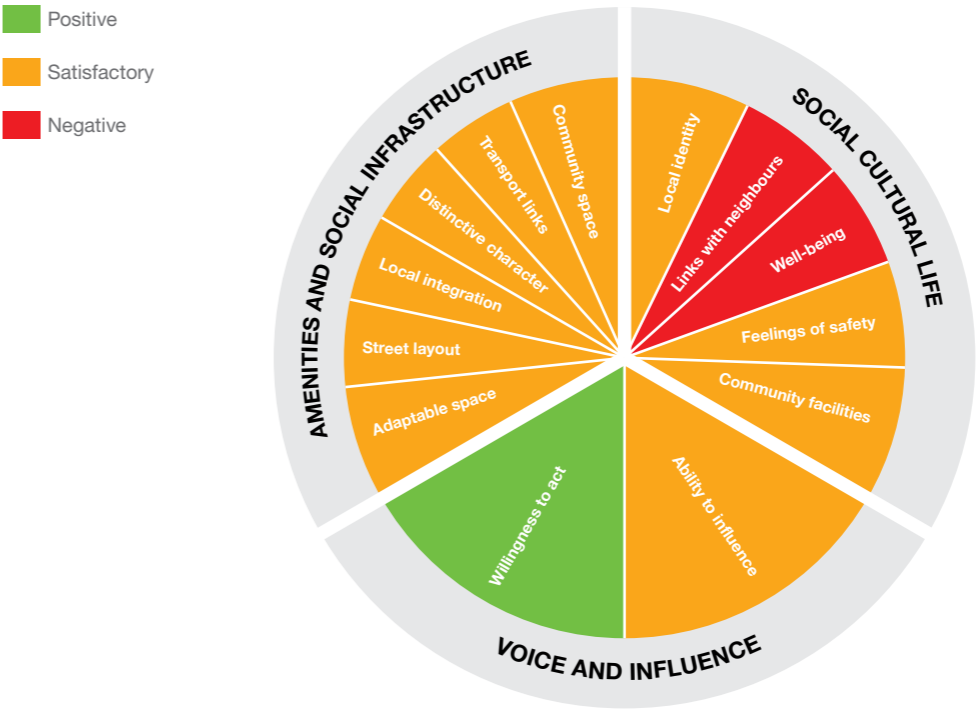 Positive
Satisfactory
Negative
AMENITIES AND SOCIAL INFRASTRUCTURE
Community space
Transport links
Distinctive character
Local integration
Street layout
Adaptable space
SOCIAL CULTURAL LIFE
Local identity
Links with neighbours
Well-being
Feelings of safety
Community facilities
VOICE AND INFLUENCE
Willingness to act
Ability to influence